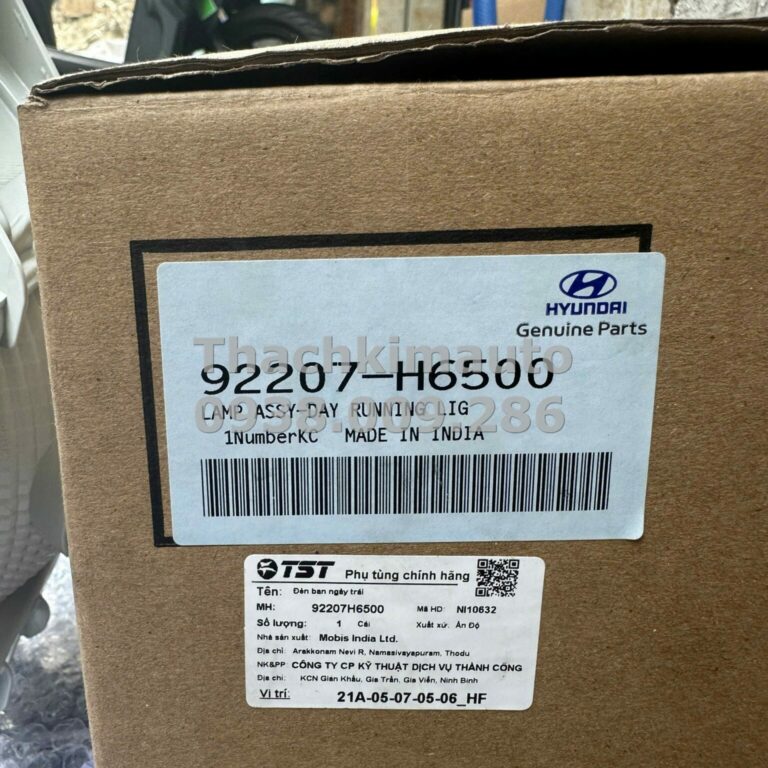 HYUNDAI
Genuine Parts
Thachkimauto
92207-H6500
LAMP ASSY-DAY RUNNING LIG
0938.009.286
1NumberKC MADE IN INDIA
TST Phụ tùng chính hãng
Tên: Đèn ban ngày trái
MH: 92207H6500 Mã HD: NI10632
Số lượng: 1 Cái Xuất xứ: Ấn Độ
Nhà sản xuất: Mobis India Ltd.
Địa chỉ: Arakkonam Nevi R, Namasivayapuram, Thodu
NK&PP CÔNG TY CP KỸ THUẬT DỊCH VỤ THÀNH CÔNG
Địa chỉ: KCN Gián Khẩu, Gia Trấn, Gia Viễn, Ninh Bình
Vị trí: 21A-05-07-05-06_HF